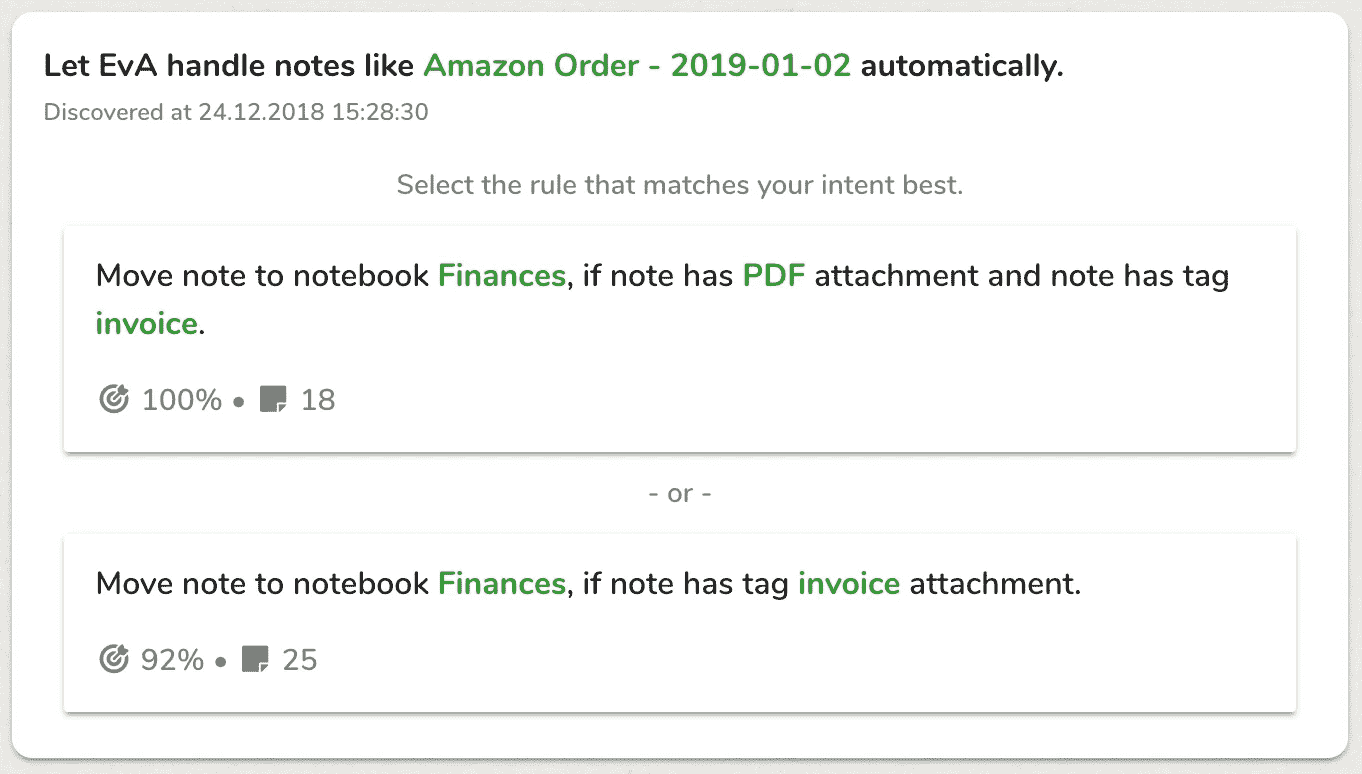 Let EvA handle notes like Amazon Order - 2019-01-02 automatically.
Discovered at 24.12.2018 15:28:30
Select the rule that matches your intent best.
Move note to notebook Finances, if note has PDF attachment and note has tag
invoice.
100% • 18
- or -
Move note to notebook Finances, if note has tag invoice attachment.
92% • 25